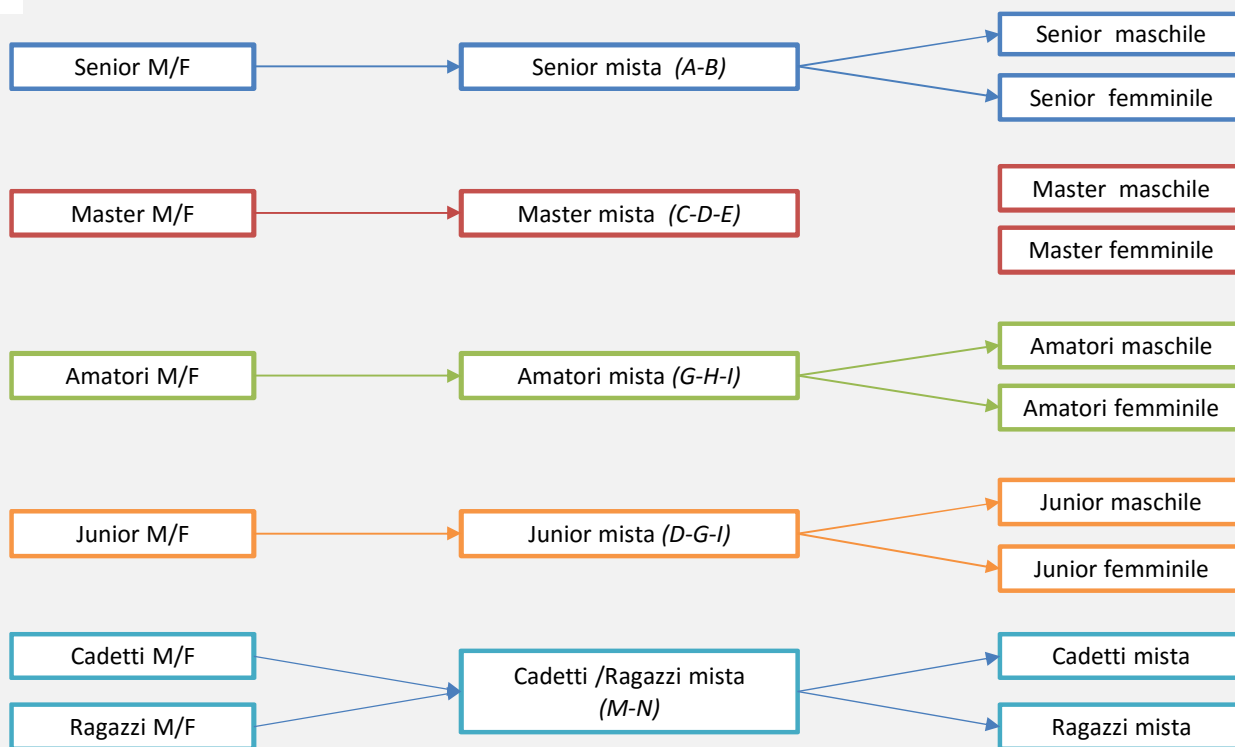 Senior maschile
Senior M/F
Senior mista (A-B)
Senior femminile
Master maschile
Master M/F
Master mista (C-D-E)
Master femminile
Amatori maschile
Amatori M/F
Amatori mista (G-H-I)
Amatori femminile
Junior maschile
Junior M/F
Junior mista (D-G-I)
Junior femminile
Cadetti M/F
Cadetti /Ragazzi mista
(M-N)
Cadetti mista
Ragazzi M/F
Ragazzi mista